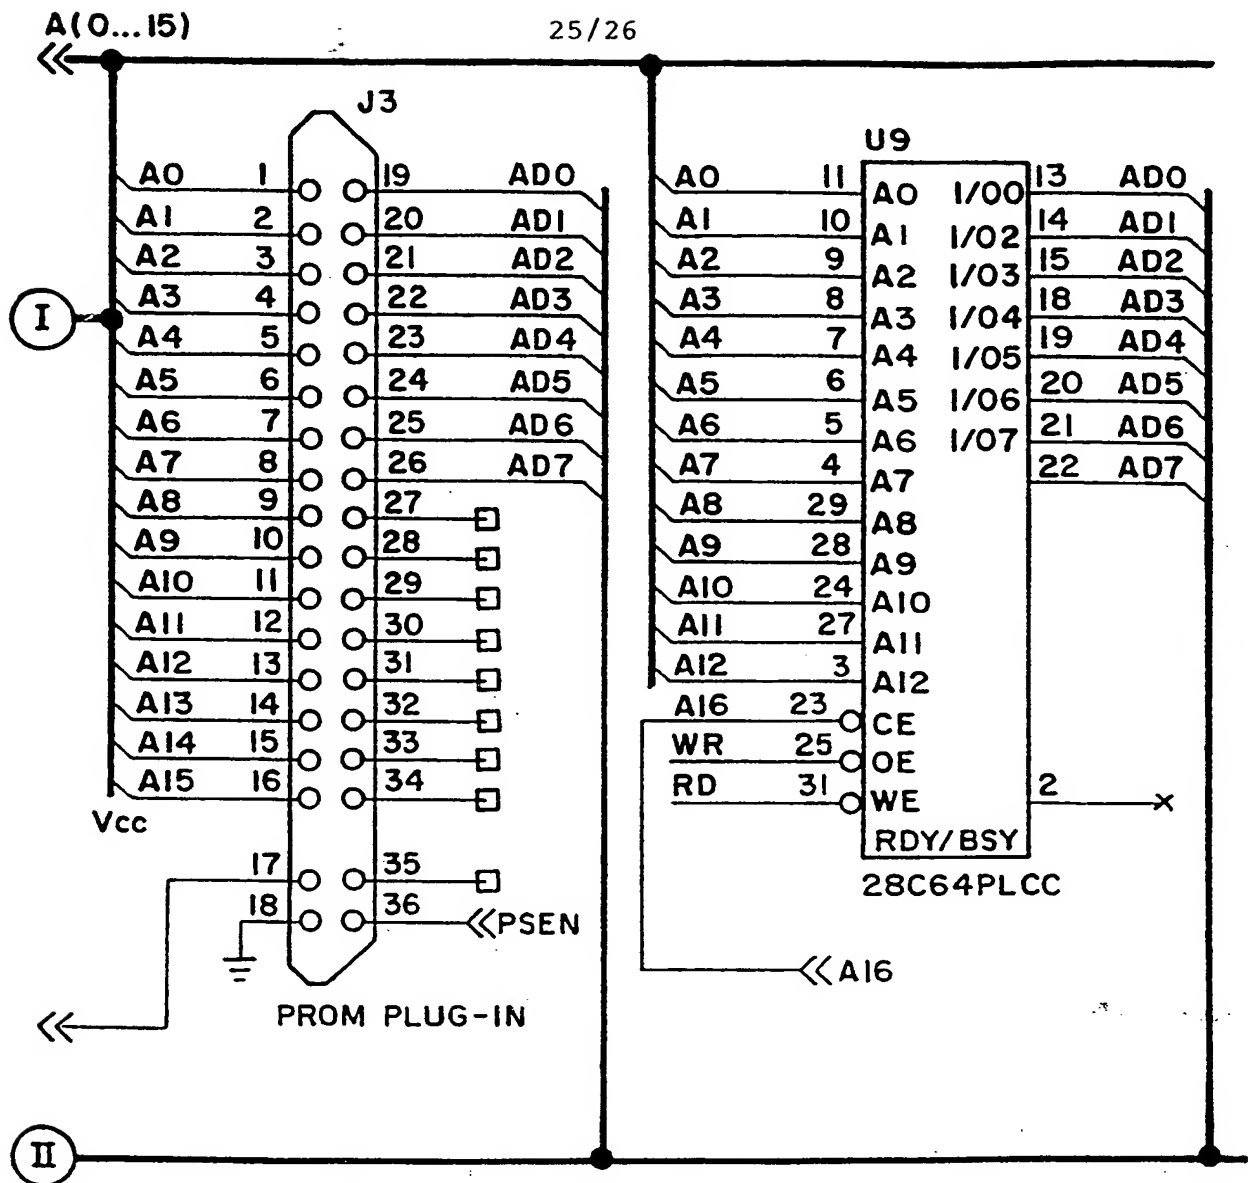 A(0...15)
25/26
J3
A0 1 19 AD0
A1 2 20 AD1
A2 3 21 AD2
A3 4 22 AD3
A4 5 23 AD4
A5 6 24 AD5
A6 7 25 AD6
A7 8 26 AD7
A8 9 27
A9 10 28
A10 11 29
A11 12 30
A12 13 31
A13 14 32
A14 15 33
A15 16 34
Vcc
17 35
18 36 PSEN
PROM PLUG-IN
I
II
U9
A0 11 A0 I/O0 13 AD0
A1 10 A1 I/O2 14 AD1
A2 9 A2 I/O3 15 AD2
A3 8 A3 I/O4 18 AD3
A4 7 A4 I/O5 19 AD4
A5 6 A5 I/O6 20 AD5
A6 5 A6 I/O7 21 AD6
A7 4 A7 22 AD7
A8 29 A8
A9 28 A9
A10 24 A10
A11 27 A11
A12 3 A12
A16 23 CE
WR 25 OE
RD 31 WE 2
RDY/BSY
28C64PLCC
A16